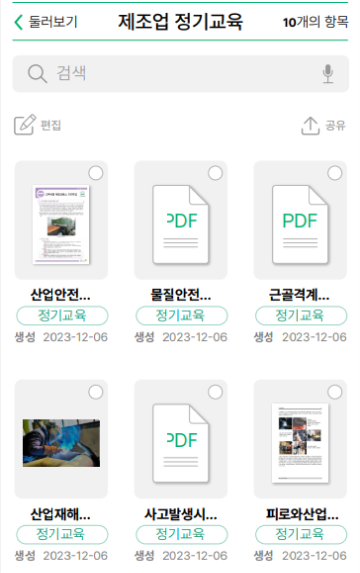 둘러보기 제조업 정기교육 10개의 항목
검색
편집 공유
PDF PDF
산업안전... 물질안전... 근골격계...
정기교육 정기교육 정기교육
생성 2023-12-06 생성 2023-12-06 생성 2023-12-06
PDF
산업재해... 사고발생시... 피로와산업...
정기교육 정기교육 정기교육
생성 2023-12-06 생성 2023-12-06 생성 2023-12-06